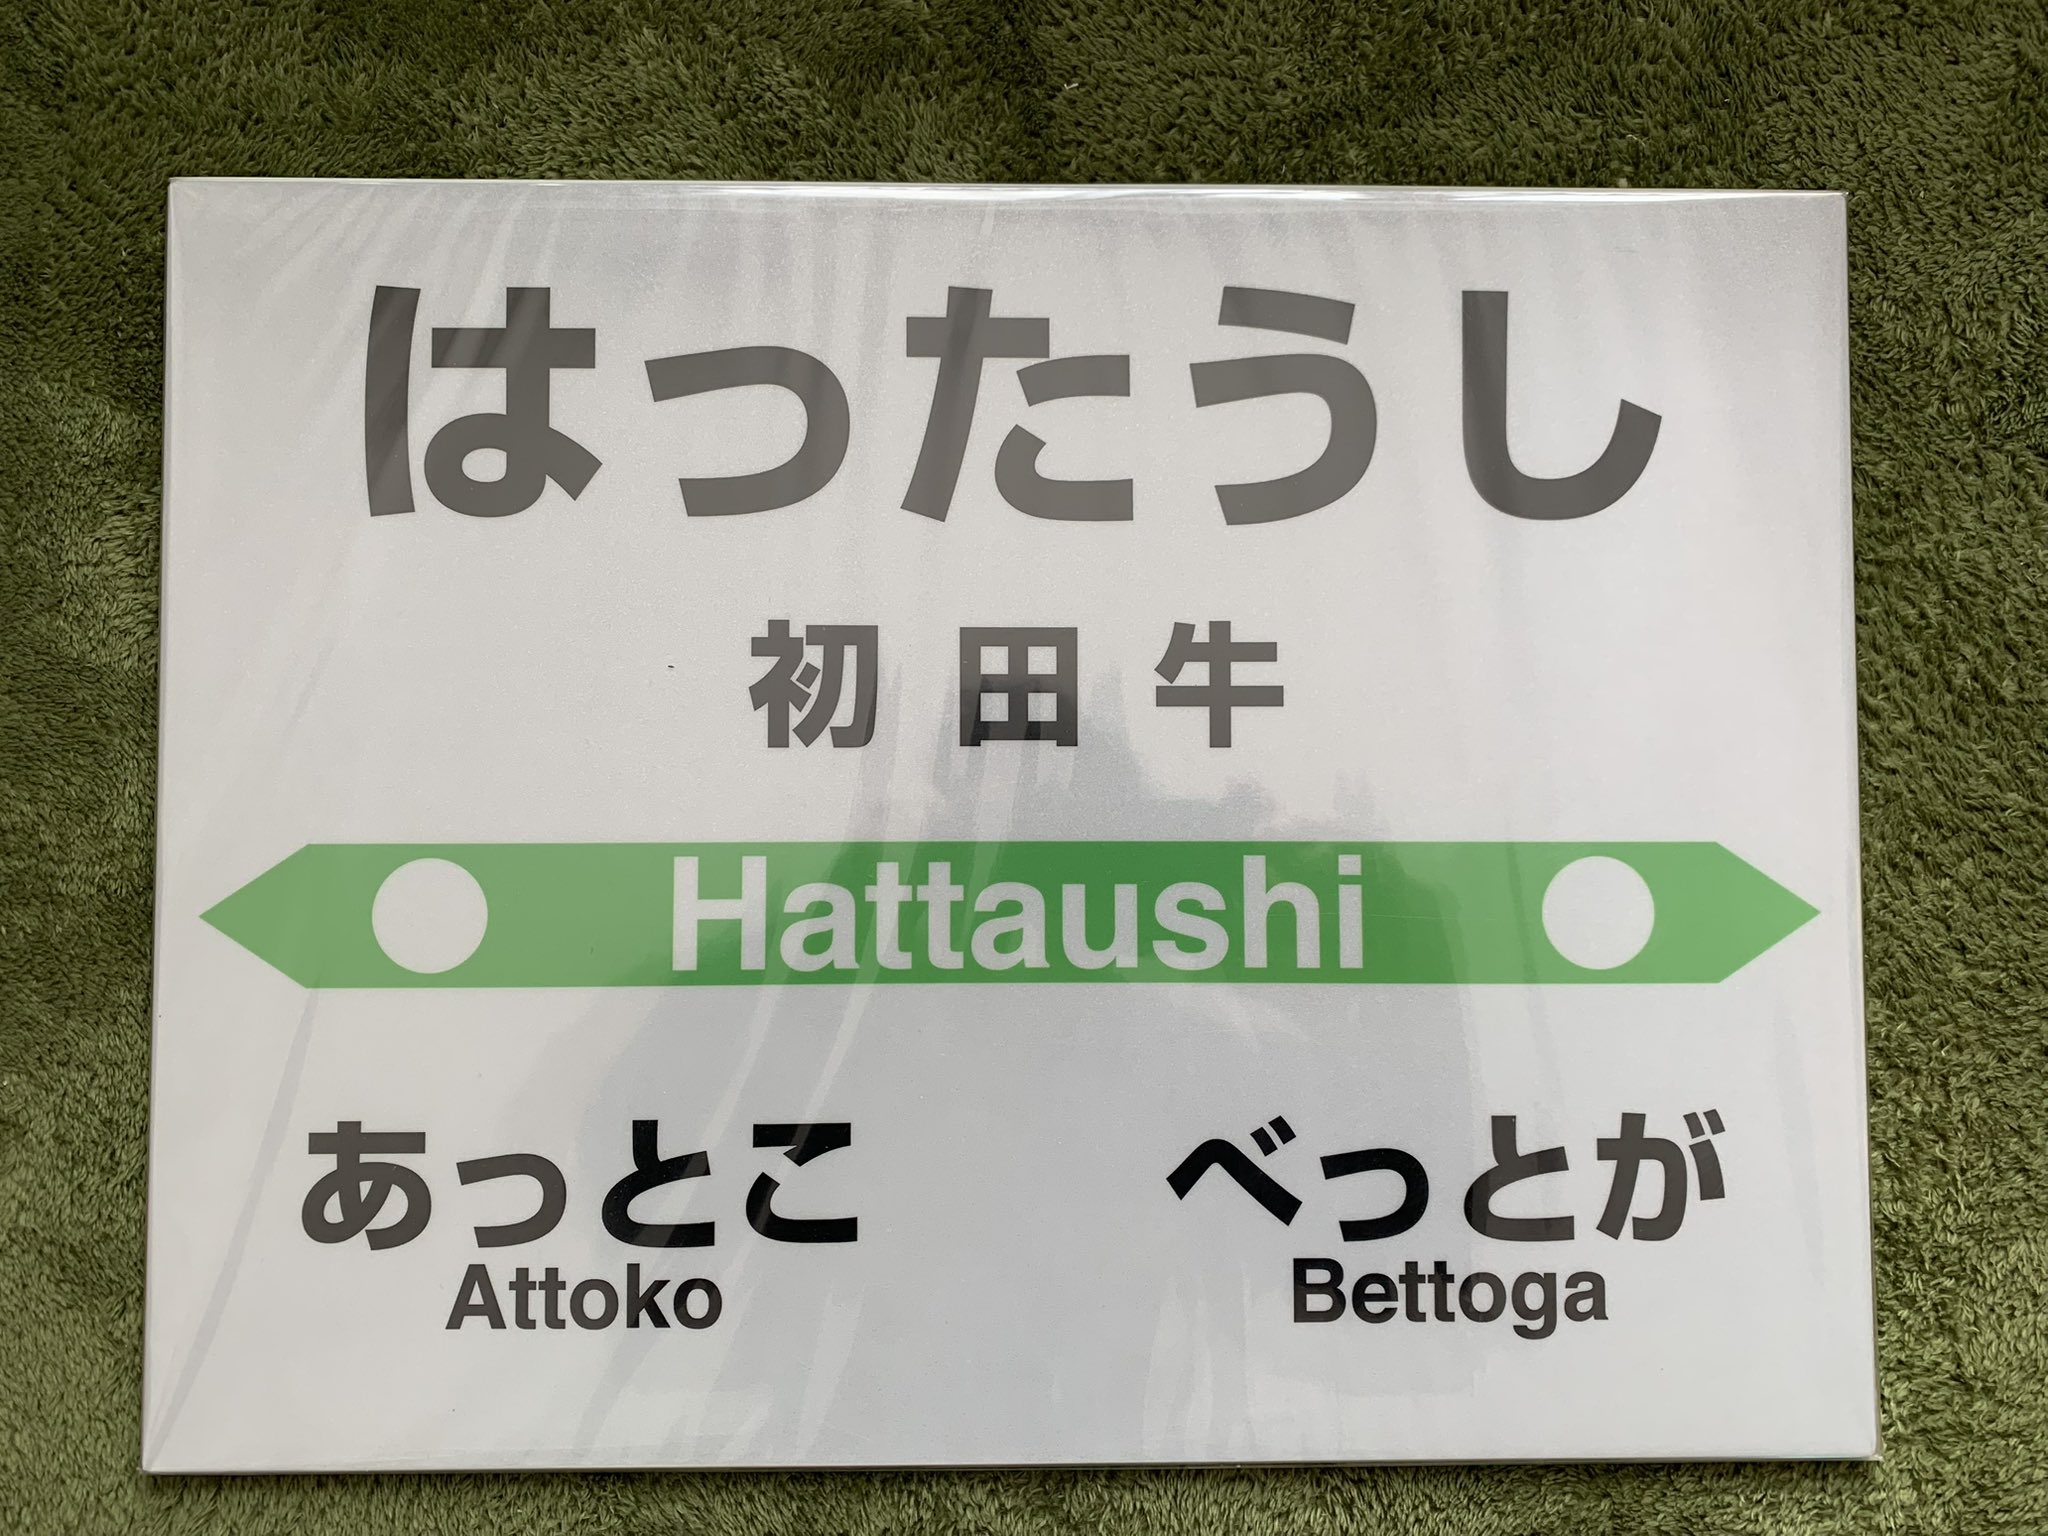 はったうし
初田牛
Hattaushi
あっとこ
Attoko
べっとが
Bettoga